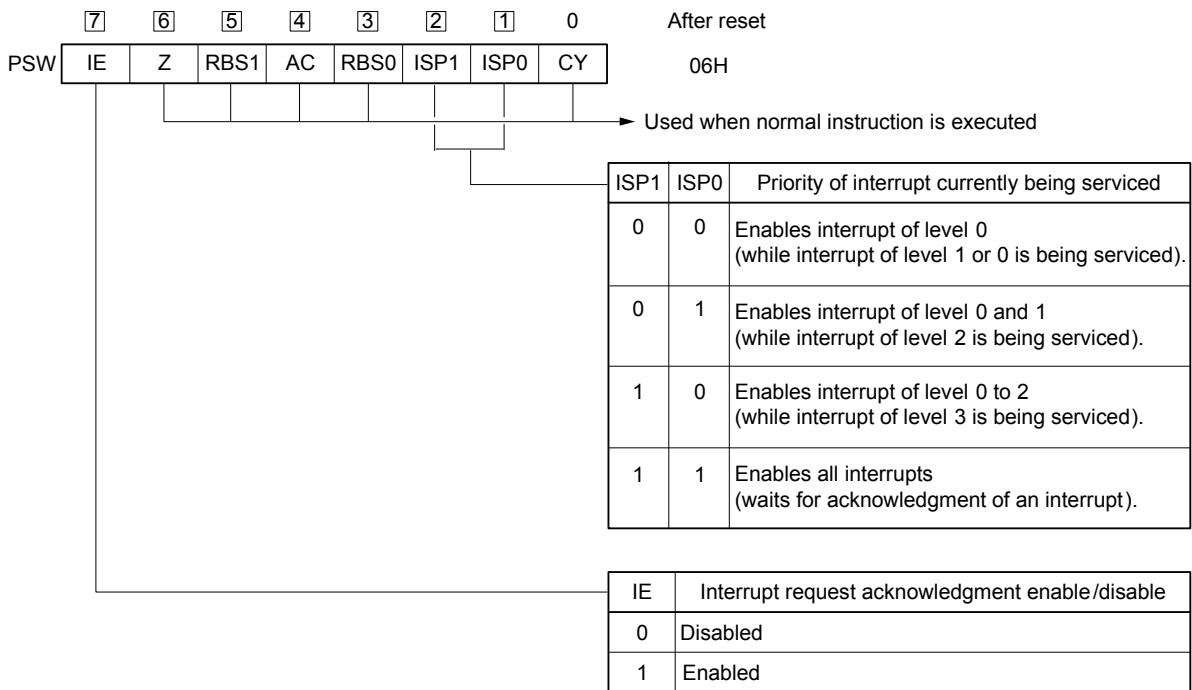 7 6 5 4 3 2 1 0 After reset
PSW IE Z RBS1 AC RBS0 ISP1 ISP0 CY 06H
Used when normal instruction is executed
ISP1 ISP0 Priority of interrupt currently being serviced
0 0 Enables interrupt of level 0
(while interrupt of level 1 or 0 is being serviced).
0 1 Enables interrupt of level 0 and 1
(while interrupt of level 2 is being serviced).
1 0 Enables interrupt of level 0 to 2
(while interrupt of level 3 is being serviced).
1 1 Enables all interrupts
(waits for acknowledgment of an interrupt).
IE Interrupt request acknowledgment enable/disable
0 Disabled
1 Enabled